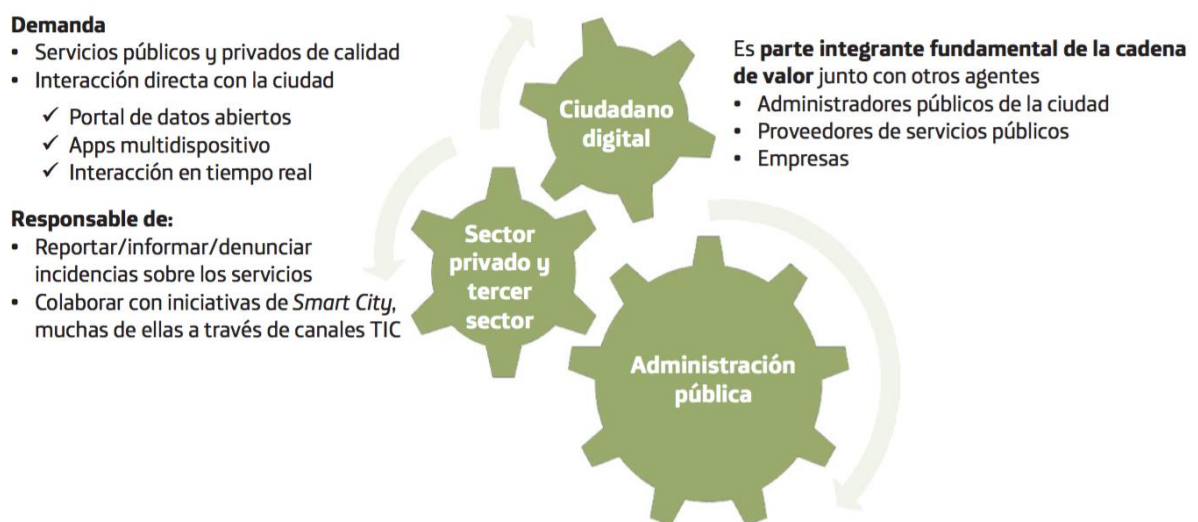 Demanda
• Servicios públicos y privados de calidad
• Interacción directa con la ciudad
✓ Portal de datos abiertos
✓ Apps multidispositivo
✓ Interacción en tiempo real
Responsable de:
• Reportar/informar/denunciar
incidencias sobre los servicios
• Colaborar con iniciativas de Smart City,
muchas de ellas a través de canales TIC
Ciudadano
digital
Sector
privado y
tercer
sector
Administración
pública
Es parte integrante fundamental de la cadena
de valor junto con otros agentes
• Administradores públicos de la ciudad
• Proveedores de servicios públicos
• Empresas